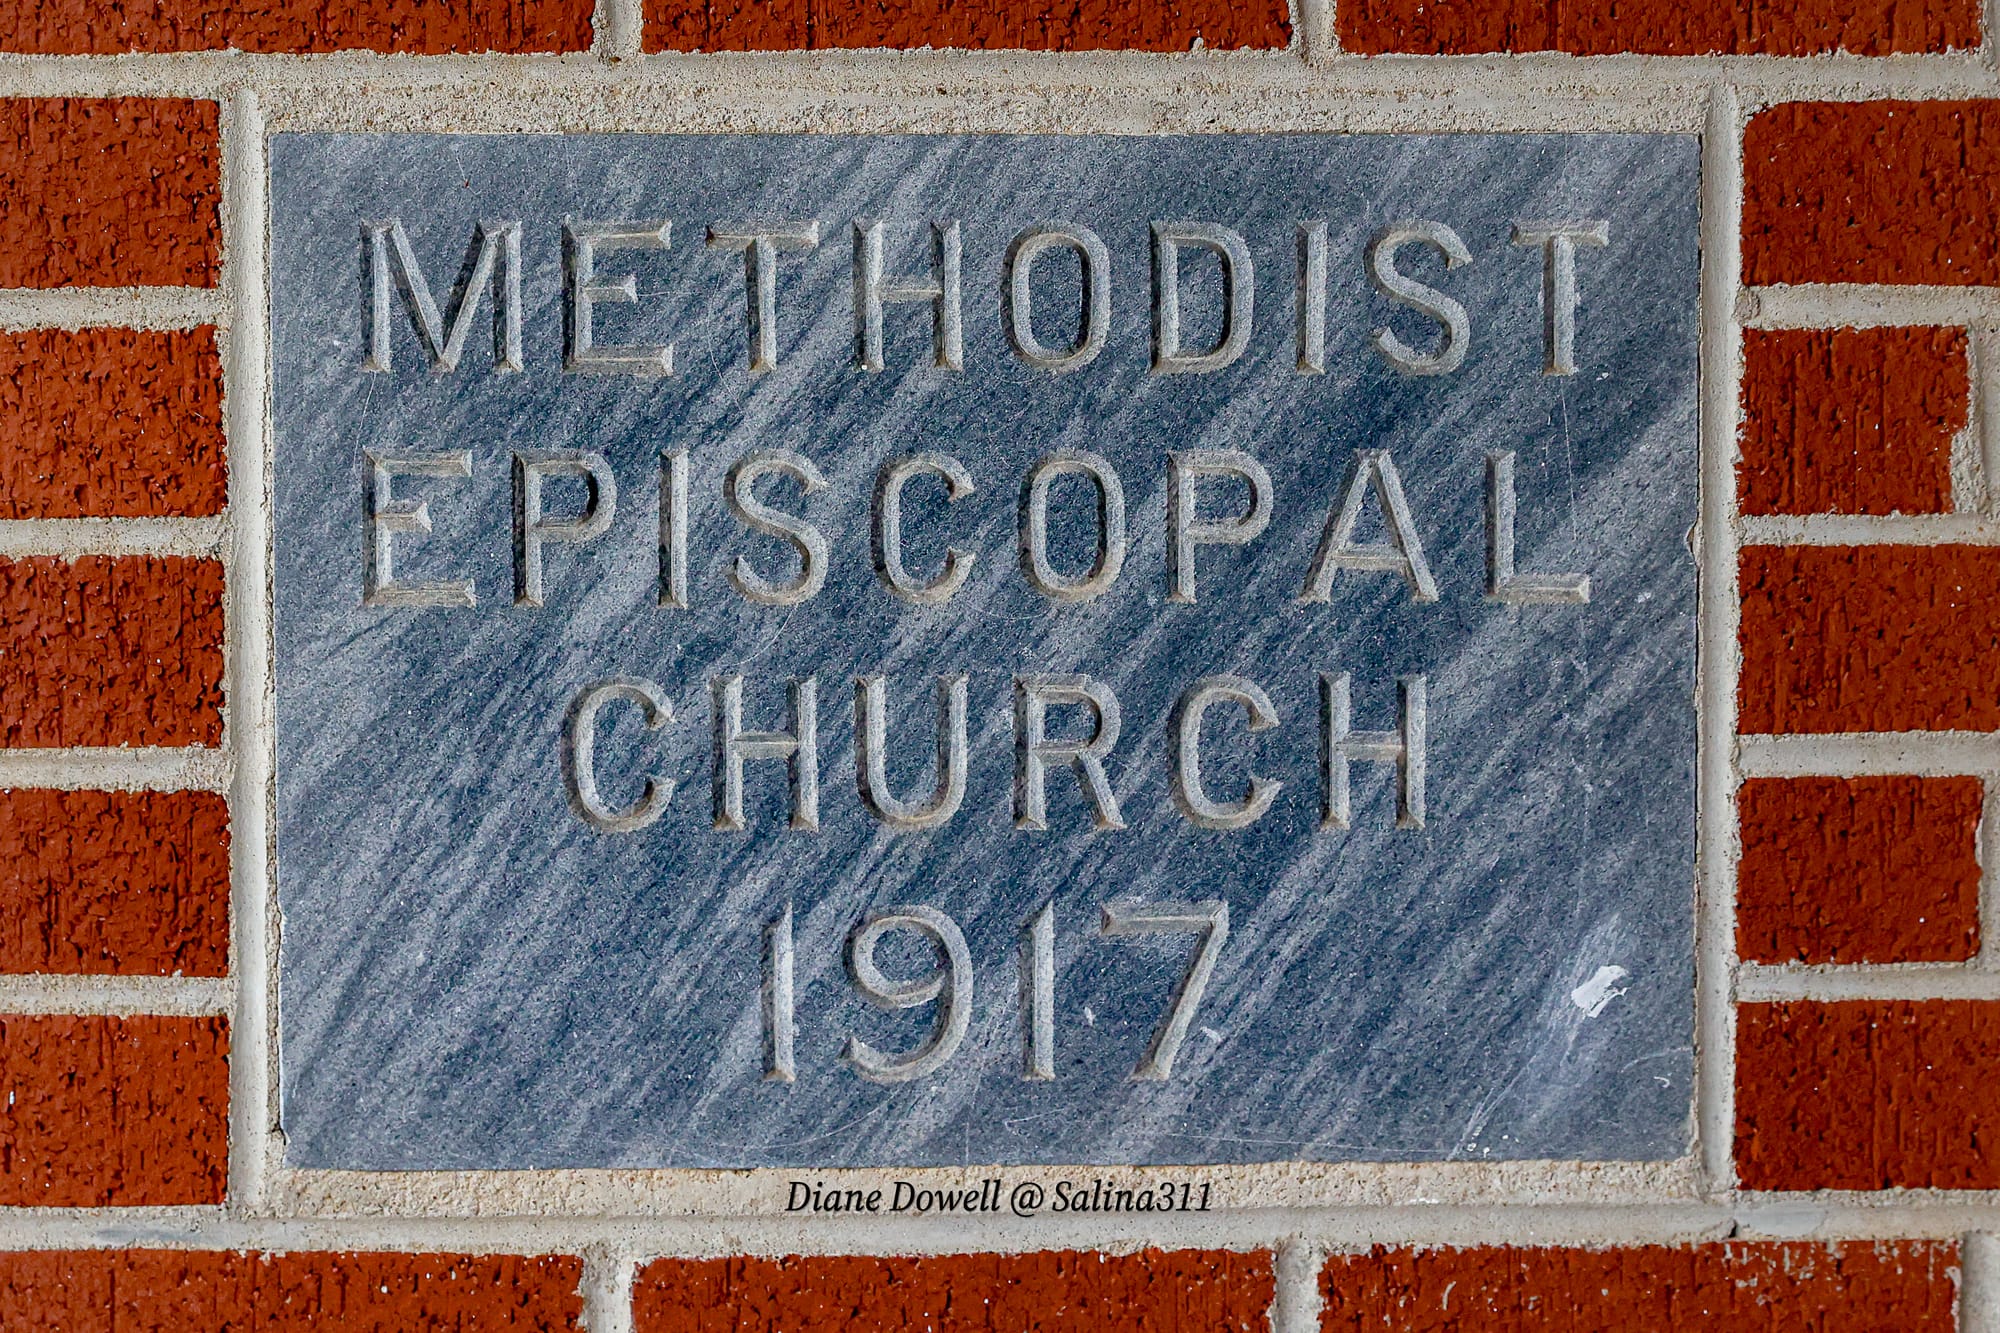 METHODIST
EPISCOPAL
CHURCH
1917
Diane Dowell @ Salina311